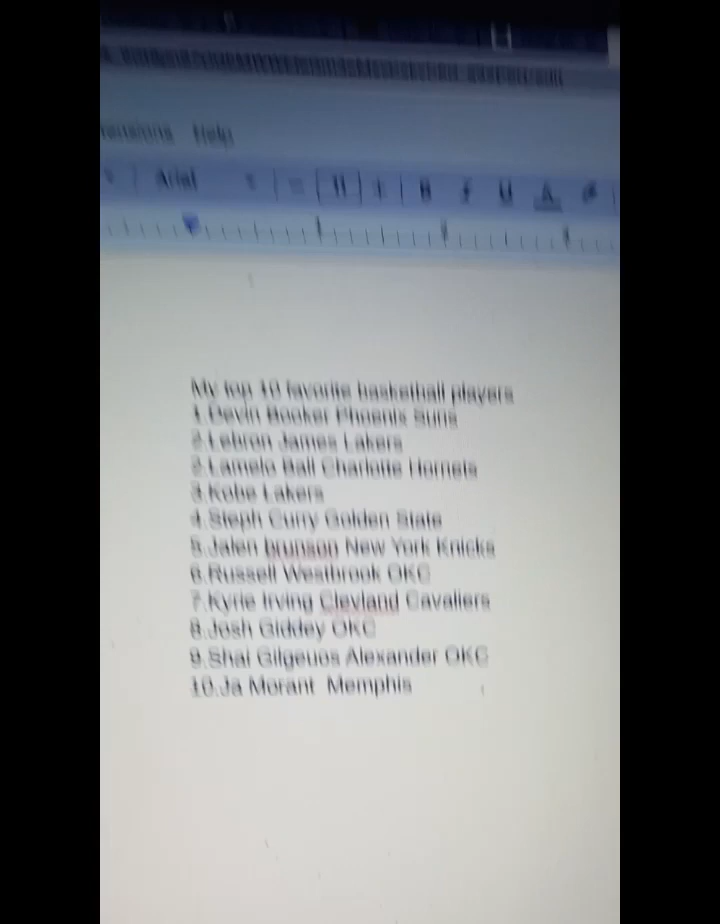 Help
Arial
11
B I U A
My top 10 favorite basketball players
1.Devin Booker Phoenix Suns
2.Lebron James Lakers
2.Lamelo Ball Charlotte Hornets
3.Kobe Lakers
4.Steph Curry Golden State
5.Jalen brunson New York Knicks
6.Russell Westbrook OKC
7.Kyrie Irving Clevland Cavaliers
8.Josh Giddey OKC
9.Shai Gilgeuos Alexander OKC
10.Ja Morant Memphis